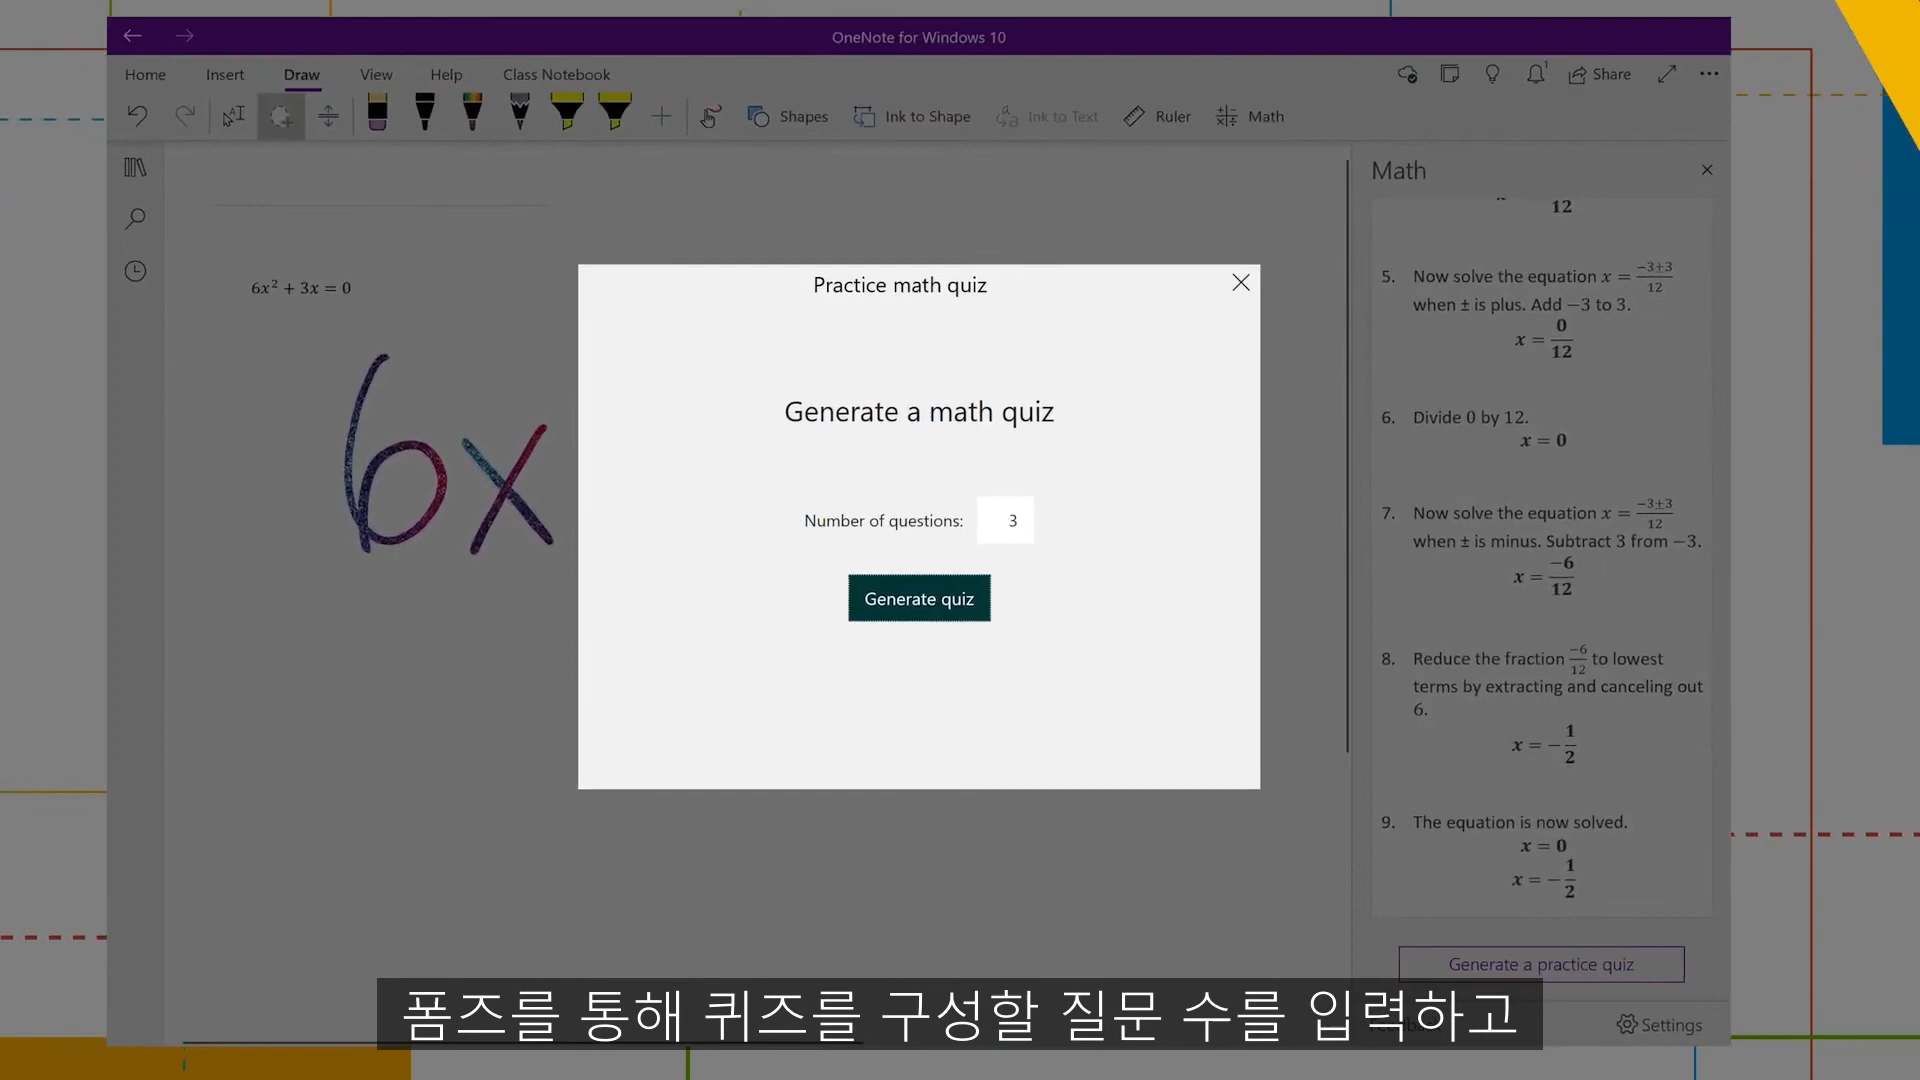 OneNote for Windows 10
Home Insert Draw View Help Class Notebook
1 Share
Shapes Ink to Shape Ink to Text Ruler Math
Math
6x² + 3x = 0
6x
Practice math quiz
Generate a math quiz
Number of questions: 3
Generate quiz
12
5. Now solve the equation x = −3±3/12
when ± is plus. Add −3 to 3.
x = 0/12
6. Divide 0 by 12.
x = 0
7. Now solve the equation x = −3±3/12
when ± is minus. Subtract 3 from −3.
x = −6/12
8. Reduce the fraction −6/12 to lowest
terms by extracting and canceling out
6.
x = −1/2
9. The equation is now solved.
x = 0
x = −1/2
Generate a practice quiz
Settings
폼즈를 통해 퀴즈를 구성할 질문 수를 입력하고